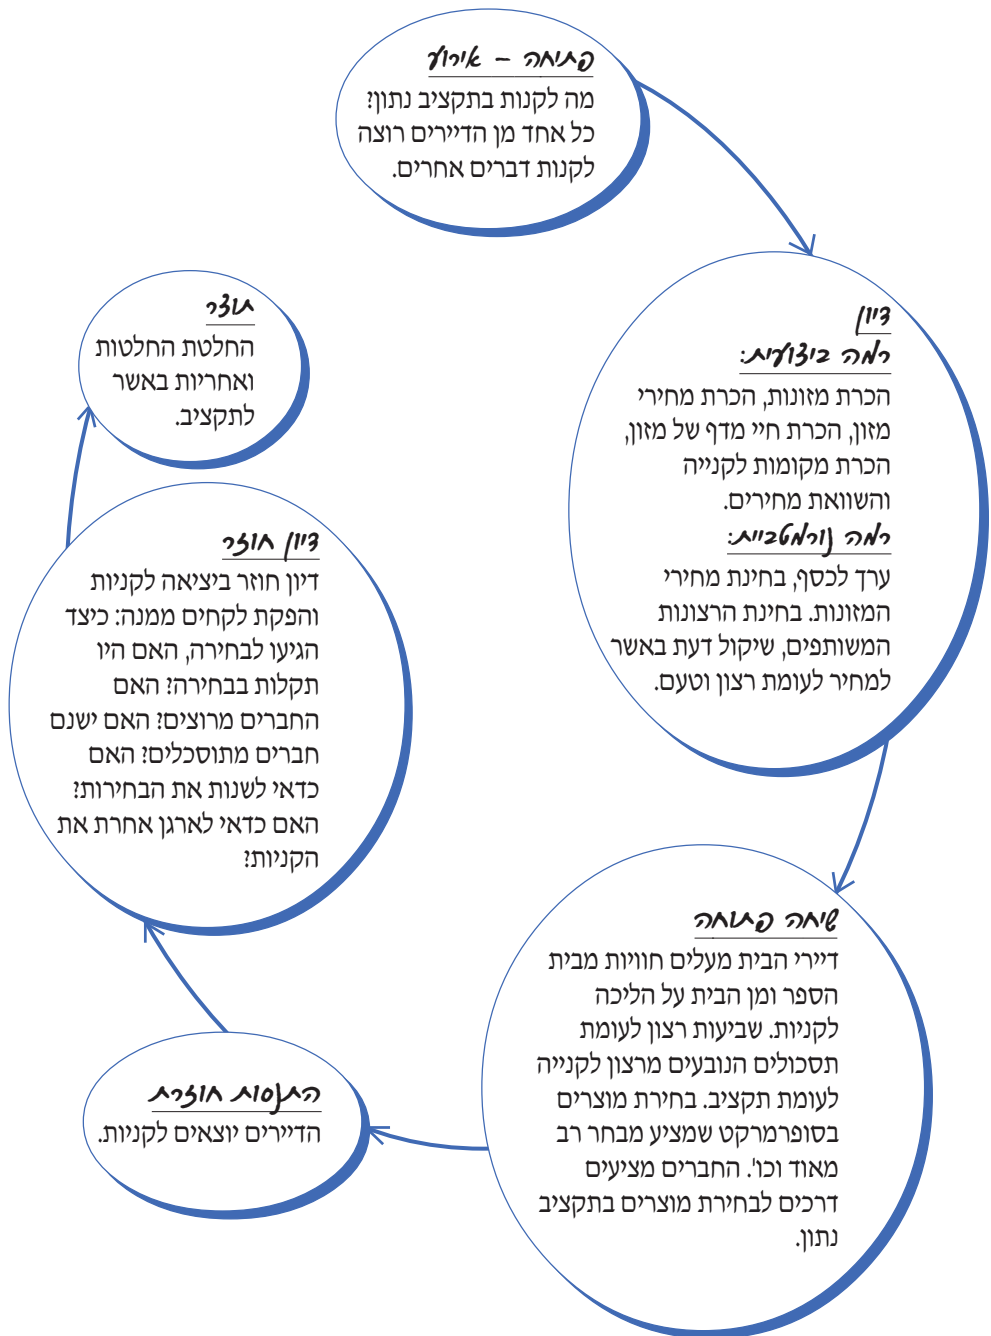 פתיחה – אירוע
מה לקנות בתקציב נתון?
כל אחד מן הדיירים רוצה
לקנות דברים אחרים.
דיון
רמה ביצועית:
הכרת מזונות, הכרת מחירי
מזון, הכרת חיי מדף של מזון,
הכרת מקומות לקנייה
והשוואת מחירים.
רמה נורמטבית:
ערך לכסף, בחינת מחירי
המזונות. בחינת הרצונות
המשותפים, שיקול דעת באשר
למחיר לעומת רצון וטעם.
שיחה פתוחה
דיירי הבית מעלים חוויות מבית
הספר ומן הבית על הליכה
לקניות. שביעות רצון לעומת
תסכולים הנובעים מרצון לקנייה
לעומת תקציב. בחירת מוצרים
בסופרמרקט שמציע מבחר רב
מאוד וכו'. החברים מציעים
דרכים לבחירת מוצרים בתקציב
נתון.
התנסות חוזרת
הדיירים יוצאים לקניות.
דיון חוזר
דיון חוזר ביציאה לקניות
והפקת לקחים ממנה: כיצד
הגיעו לבחירה, האם היו
תקלות בבחירה? האם
החברים מרוצים? האם ישנם
חברים מתוסכלים? האם
כדאי לשנות את הבחירות?
האם כדאי לארגן אחרת את
הקניות?
תוצר
החלטת החלטות
ואחריות באשר
לתקציב.